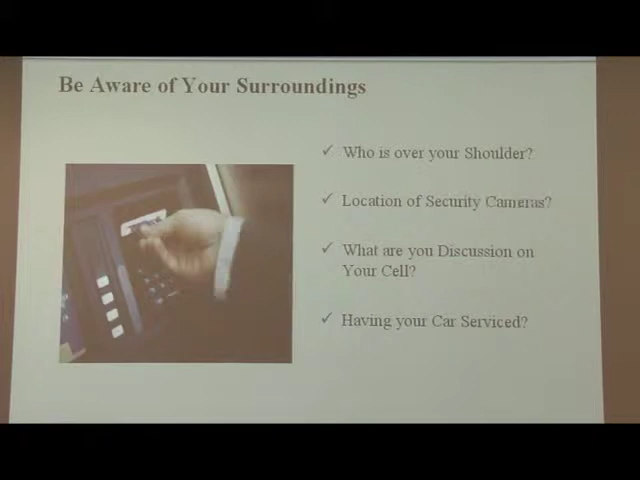 Be Aware of Your Surroundings
✓ Who is over your Shoulder?
✓ Location of Security Cameras?
✓ What are you Discussion on
Your Cell?
✓ Having your Car Serviced?